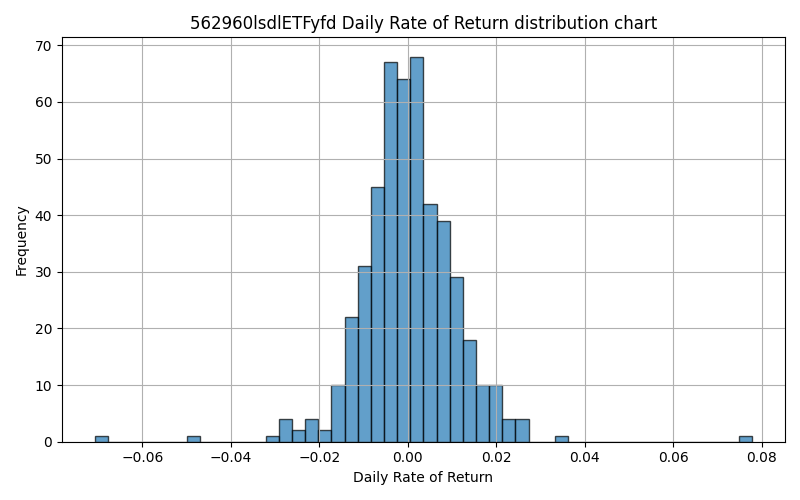 562960lsdlETFyfd Daily Rate of Return distribution chart
70
60
50
40
30
20
10
0
Frequency
−0.06 −0.04 −0.02 0.00 0.02 0.04 0.06 0.08
Daily Rate of Return